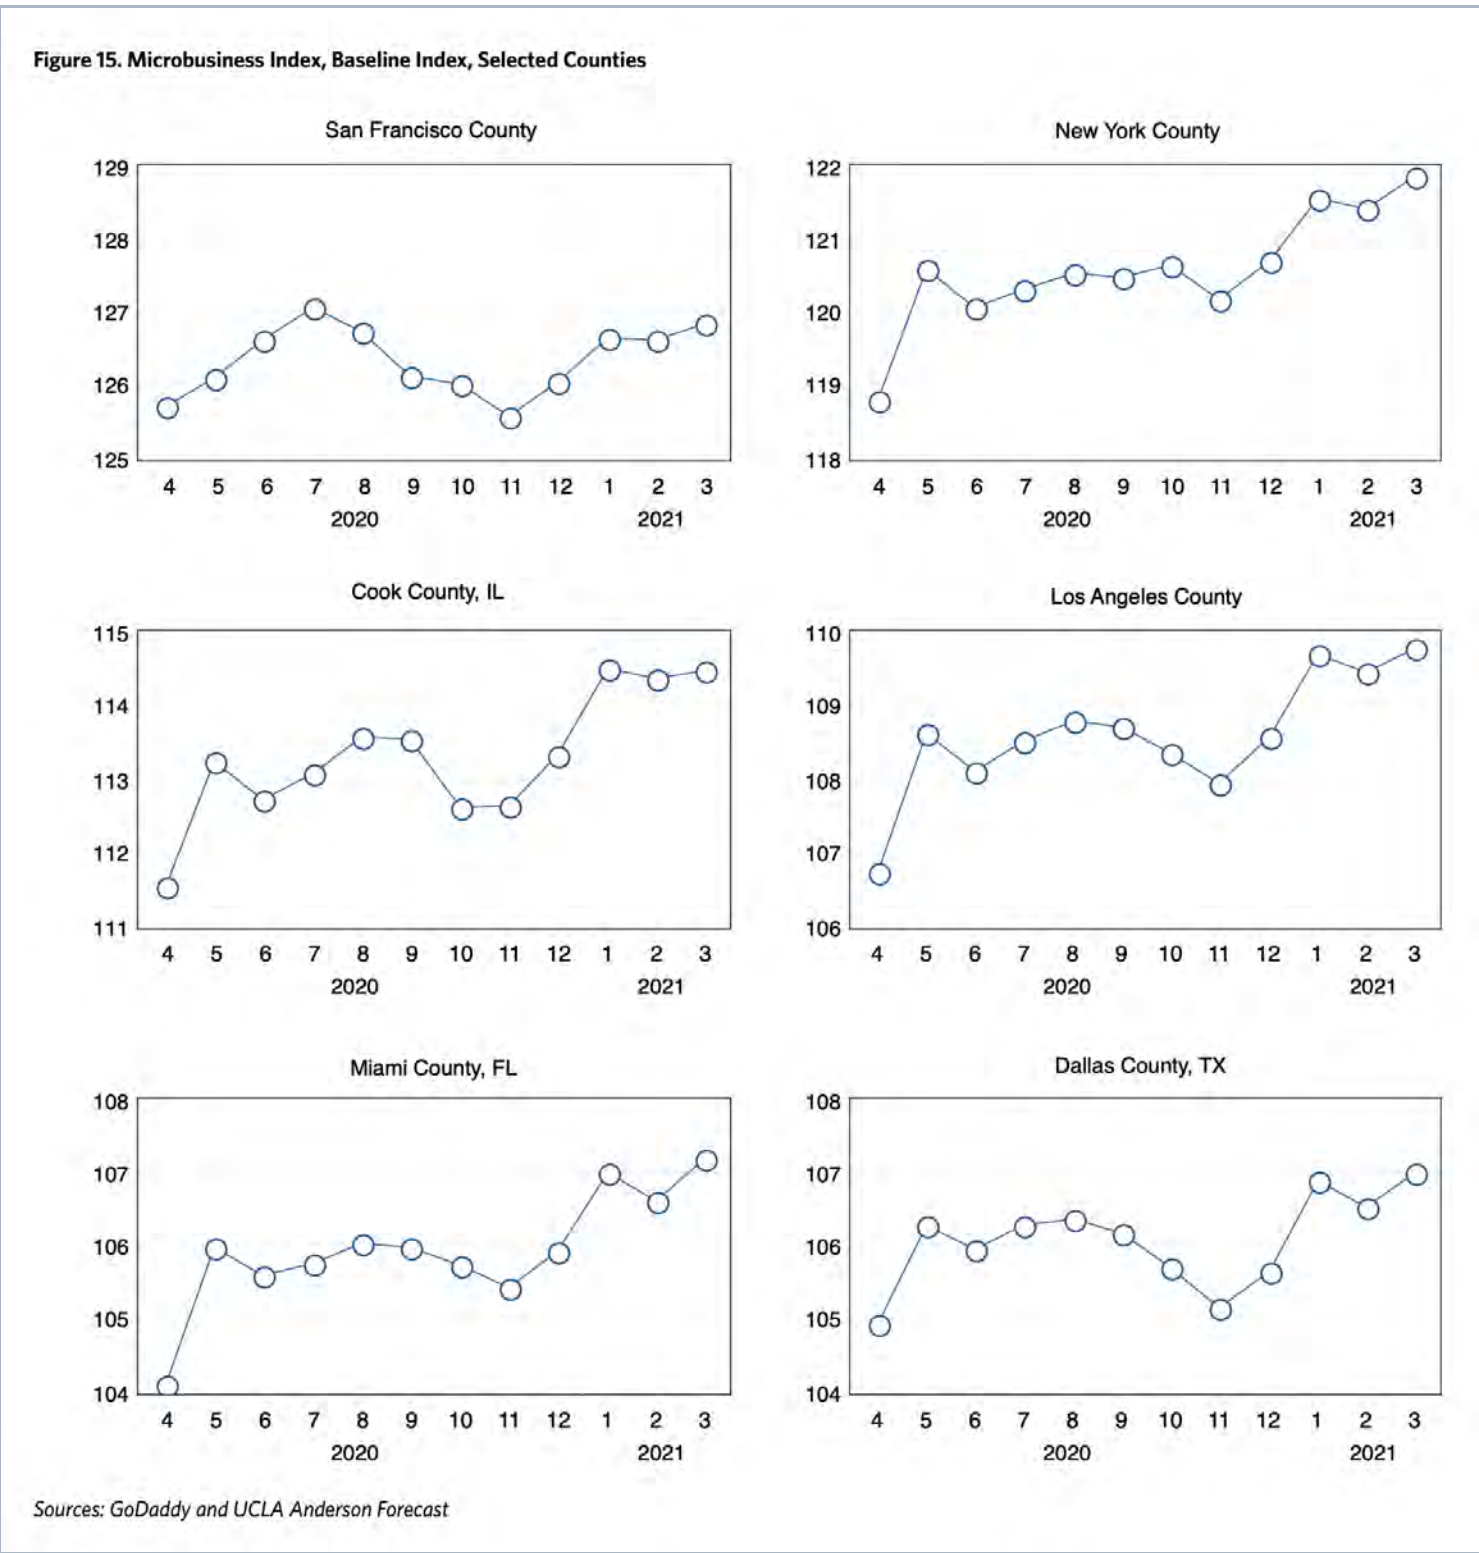 Figure 15. Microbusiness Index, Baseline Index, Selected Counties
San Francisco County
129
128
127
126
125
4 5 6 7 8 9 10 11 12 1 2 3
2020 2021
New York County
122
121
120
119
118
4 5 6 7 8 9 10 11 12 1 2 3
2020 2021
Cook County, IL
115
114
113
112
111
4 5 6 7 8 9 10 11 12 1 2 3
2020 2021
Los Angeles County
110
109
108
107
106
4 5 6 7 8 9 10 11 12 1 2 3
2020 2021
Miami County, FL
108
107
106
105
104
4 5 6 7 8 9 10 11 12 1 2 3
2020 2021
Dallas County, TX
108
107
106
105
104
4 5 6 7 8 9 10 11 12 1 2 3
2020 2021
Sources: GoDaddy and UCLA Anderson Forecast